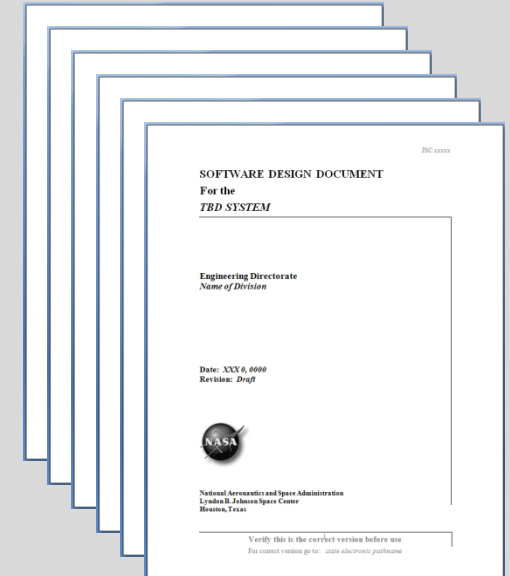 JSC xxxxx
SOFTWARE DESIGN DOCUMENT
For the
TBD SYSTEM
Engineering Directorate
Name of Division
Date: XXX 0, 0000
Revision: Draft
NASA
National Aeronautics and Space Administration
Lyndon B. Johnson Space Center
Houston, Texas
Verify this is the correct version before use
For correct version go to: state electronic pathname